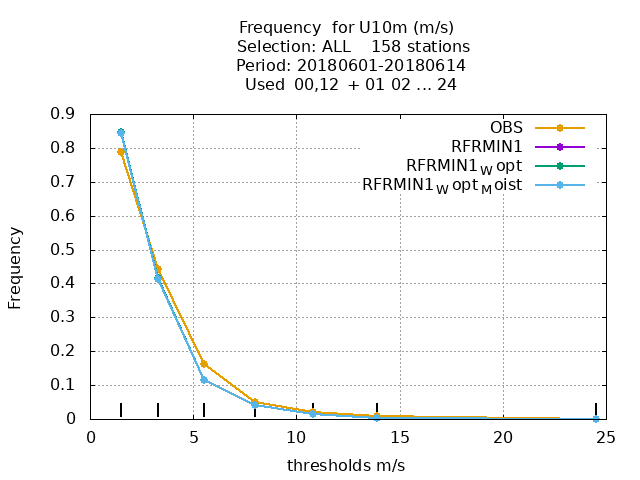 Frequency  for U10m (m/s)
Selection: ALL    158 stations
Period: 20180601-20180614
Used  00,12  + 01 02 ... 24
OBS
RFRMIN1
RFRMIN1Wopt
RFRMIN1WoptMoist
0.9
0.8
0.7
0.6
0.5
0.4
0.3
0.2
0.1
0
Frequency
0 5 10 15 20 25
thresholds m/s